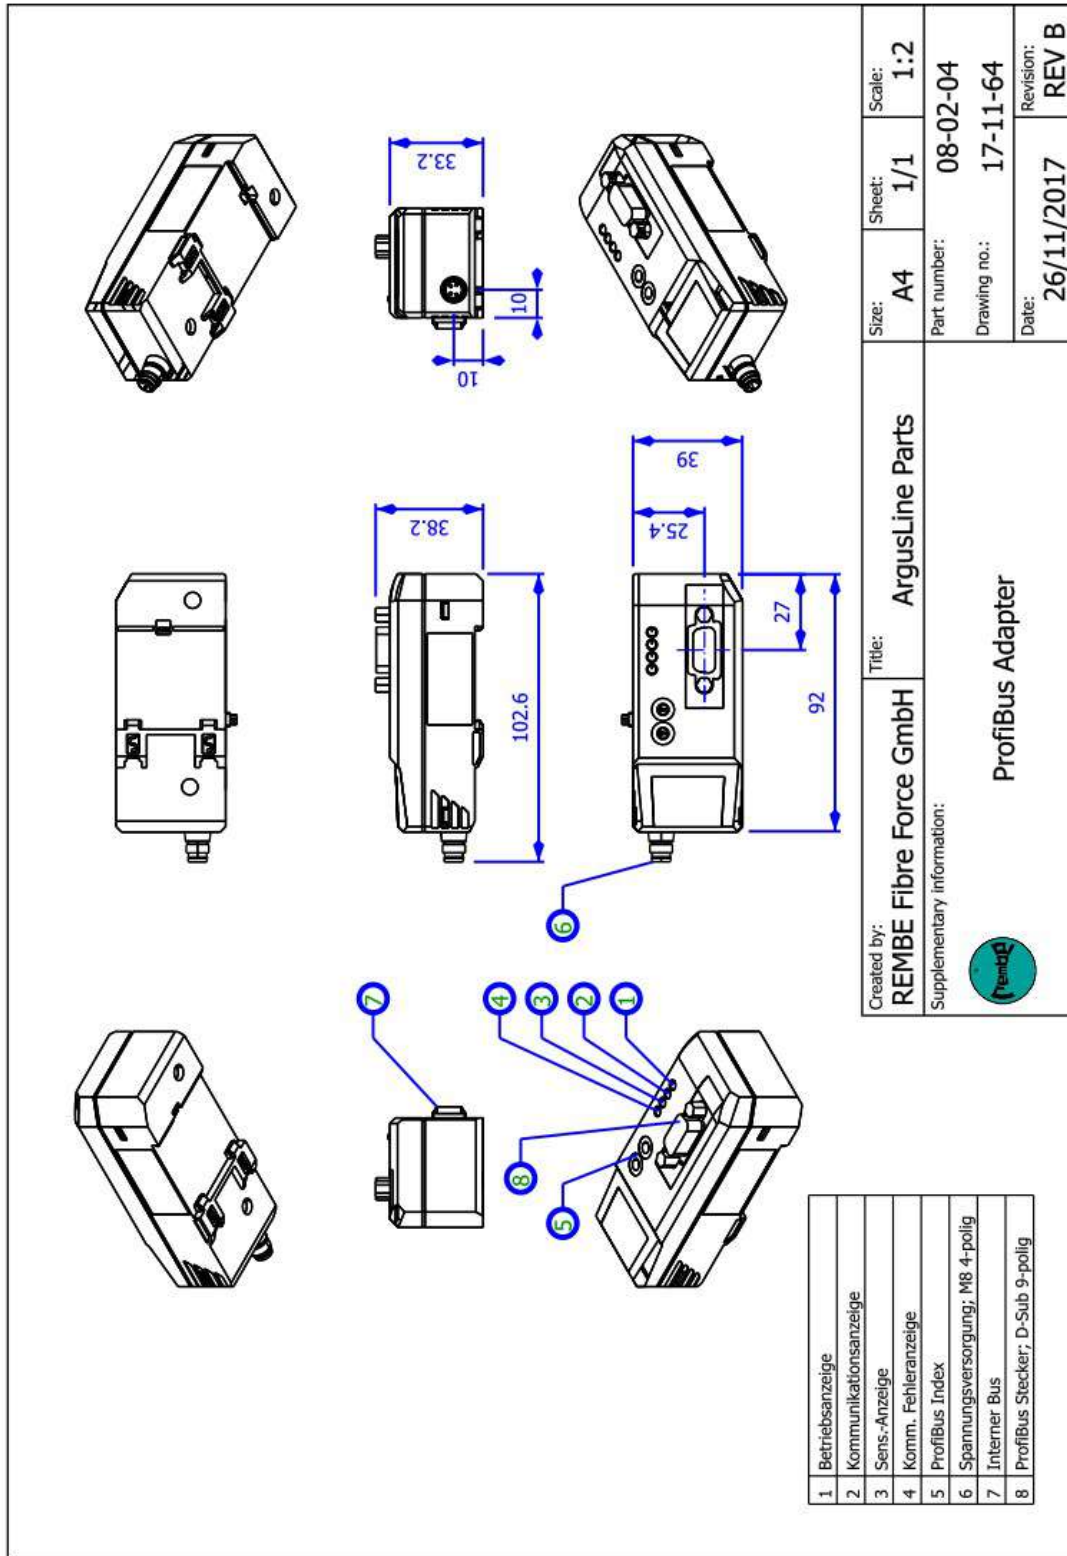 33.2
10
10
38.2
102.6
39
25.4
27
92
6
7
4
3
2
1
8
5
1 Betriebsanzeige
2 Kommunikationsanzeige
3 Sens.-Anzeige
4 Komm. Fehleranzeige
5 ProfiBus Index
6 Spannungsversorgung; M8 4-polig
7 Interner Bus
8 ProfiBus Stecker; D-Sub 9-polig
Created by:
REMBE Fibre Force GmbH
Title:
ArgusLine Parts
Size:
A4
Sheet:
1/1
Scale:
1:2
Supplementary information:
ProfiBus Adapter
rembe
Part number:
08-02-04
Drawing no.:
17-11-64
Date:
26/11/2017
Revision:
REV B